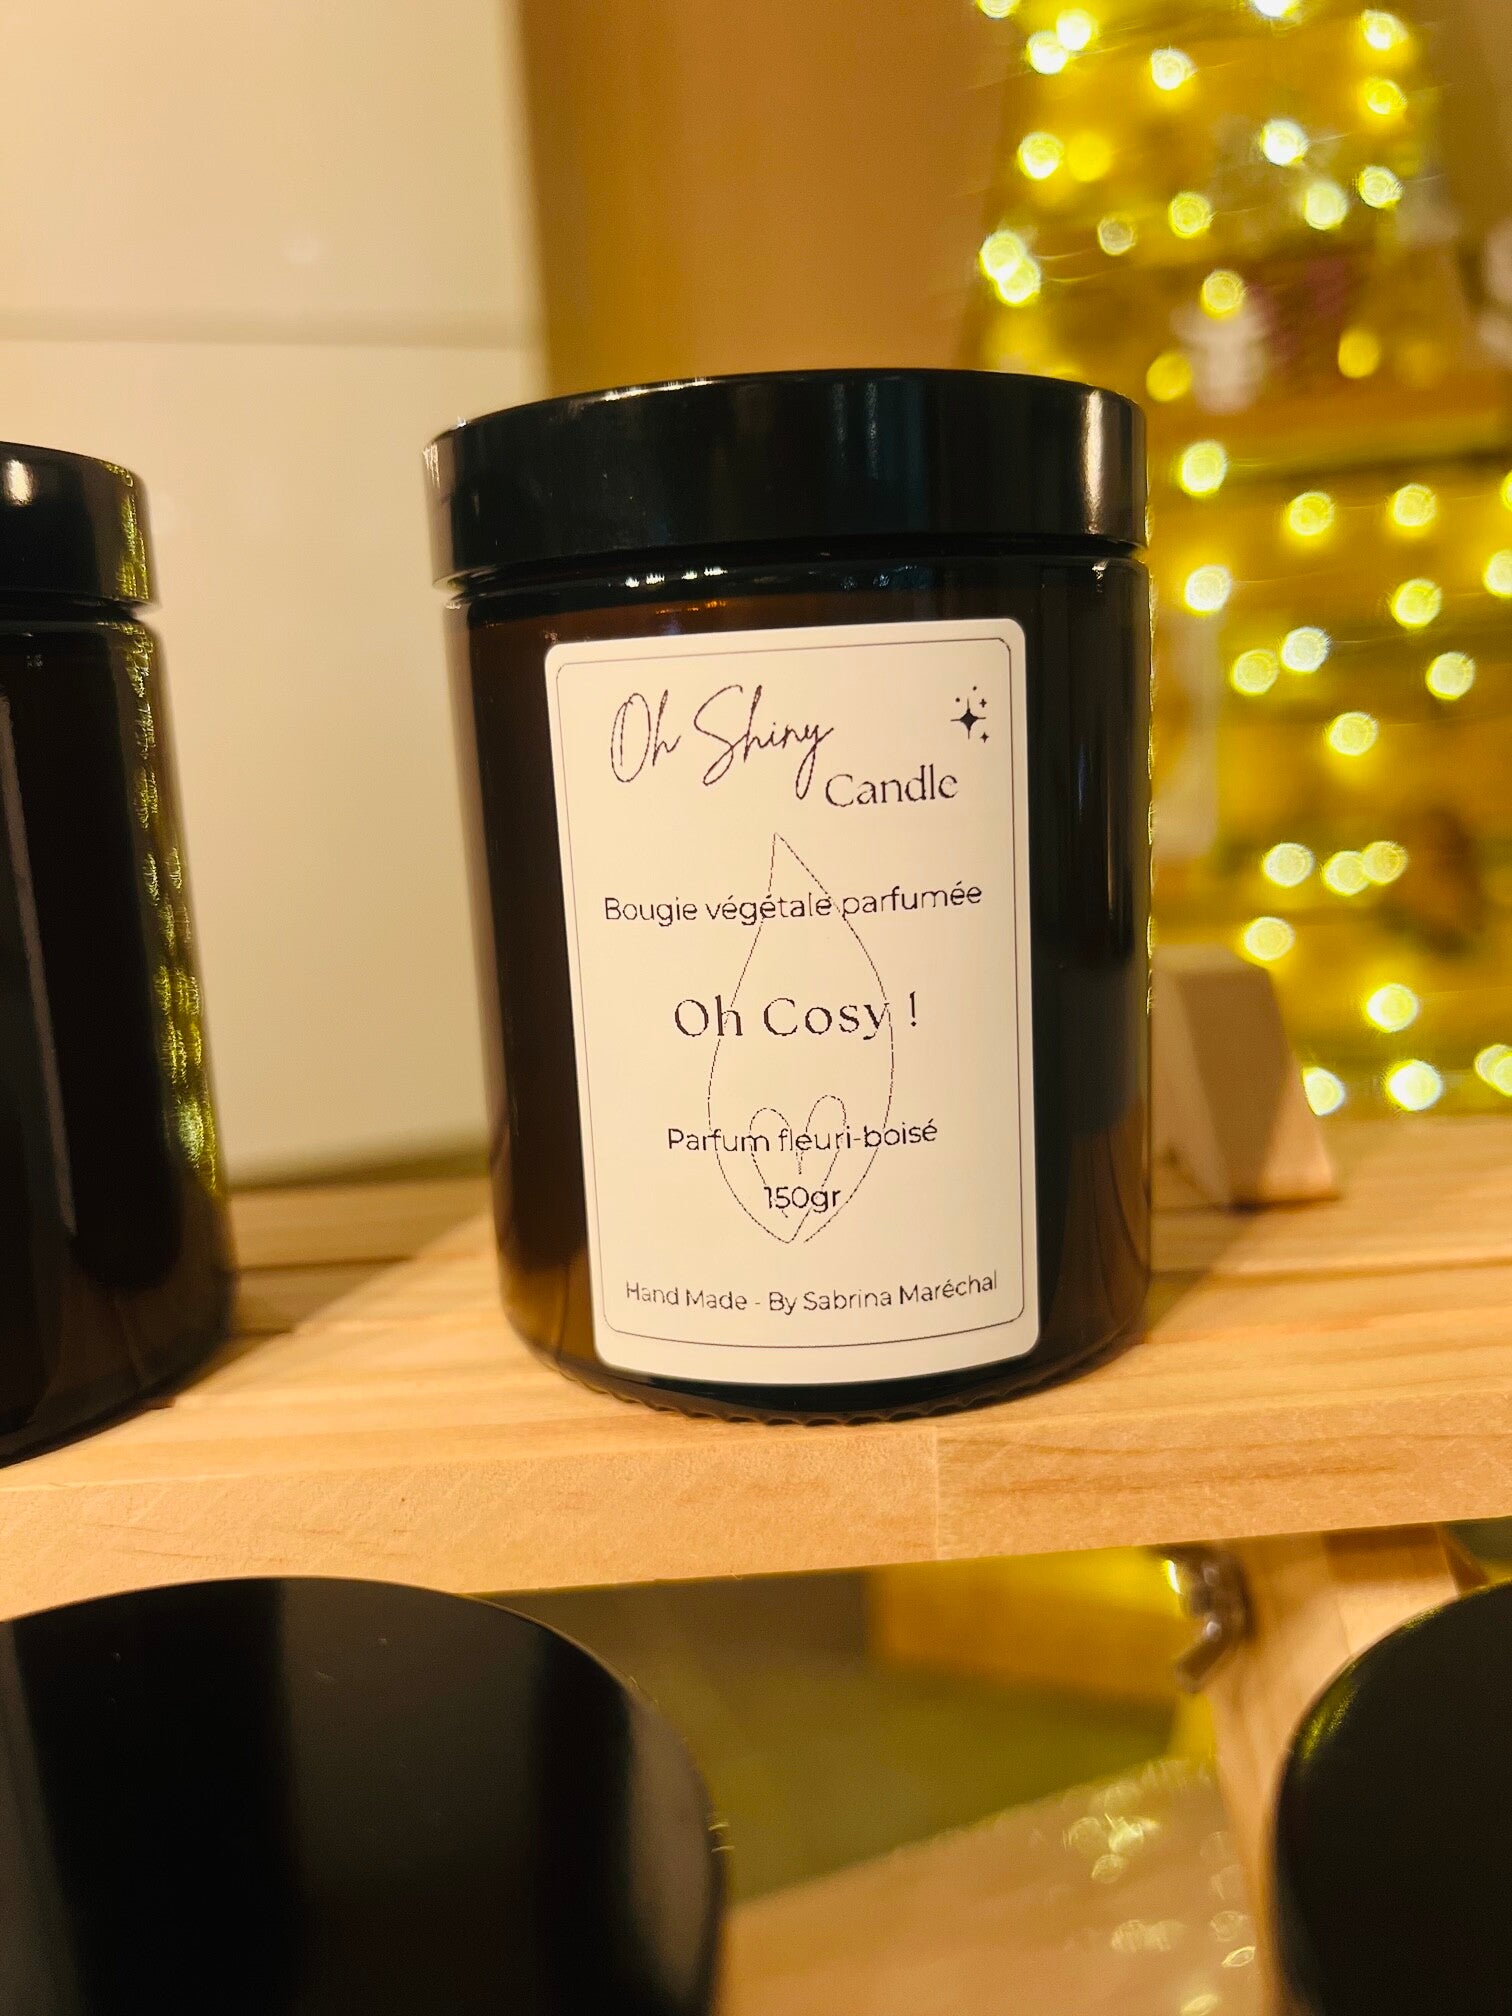 Oh Shiny
Candle
Bougie végétale parfumée
Oh Cosy !
Parfum fleuri-boisé
150gr
Hand Made - By Sabrina Maréchal